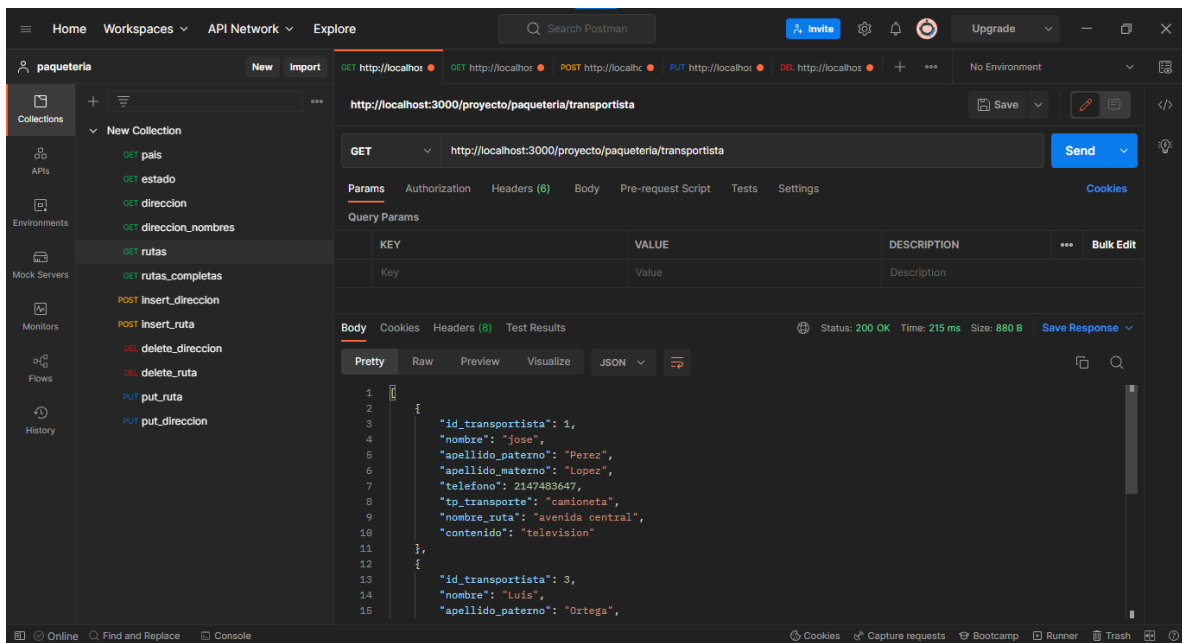 Home Workspaces API Network Explore Search Postman Invite Upgrade
paqueteria New Import GET http://localhos GET http://localhos POST http://localhc PUT http://localhos DEL http://localhos No Environment
Collections
APIs
Environments
Mock Servers
Monitors
Flows
History
New Collection
GET pais
GET estado
GET direccion
GET direccion_nombres
GET rutas
GET rutas_completas
POST insert_direccion
POST insert_ruta
DEL delete_direccion
DEL delete_ruta
PUT put_ruta
PUT put_direccion
http://localhost:3000/proyecto/paqueteria/transportista Save
GET http://localhost:3000/proyecto/paqueteria/transportista Send
Params Authorization Headers (6) Body Pre-request Script Tests Settings Cookies
Query Params
KEY VALUE DESCRIPTION Bulk Edit
Key Value Description
Body Cookies Headers (8) Test Results Status: 200 OK Time: 215 ms Size: 880 B Save Response
Pretty Raw Preview Visualize JSON
1 [
2 {
3 "id_transportista": 1,
4 "nombre": "jose",
5 "apellido_paterno": "Perez",
6 "apellido_materno": "Lopez",
7 "telefono": 2147483647,
8 "tp_transporte": "camioneta",
9 "nombre_ruta": "avenida central",
10 "contenido": "television"
11 },
12 {
13 "id_transportista": 3,
14 "nombre": "Luis",
15 "apellido_paterno": "Ortega",
Online Find and Replace Console Cookies Capture requests Bootcamp Runner Trash